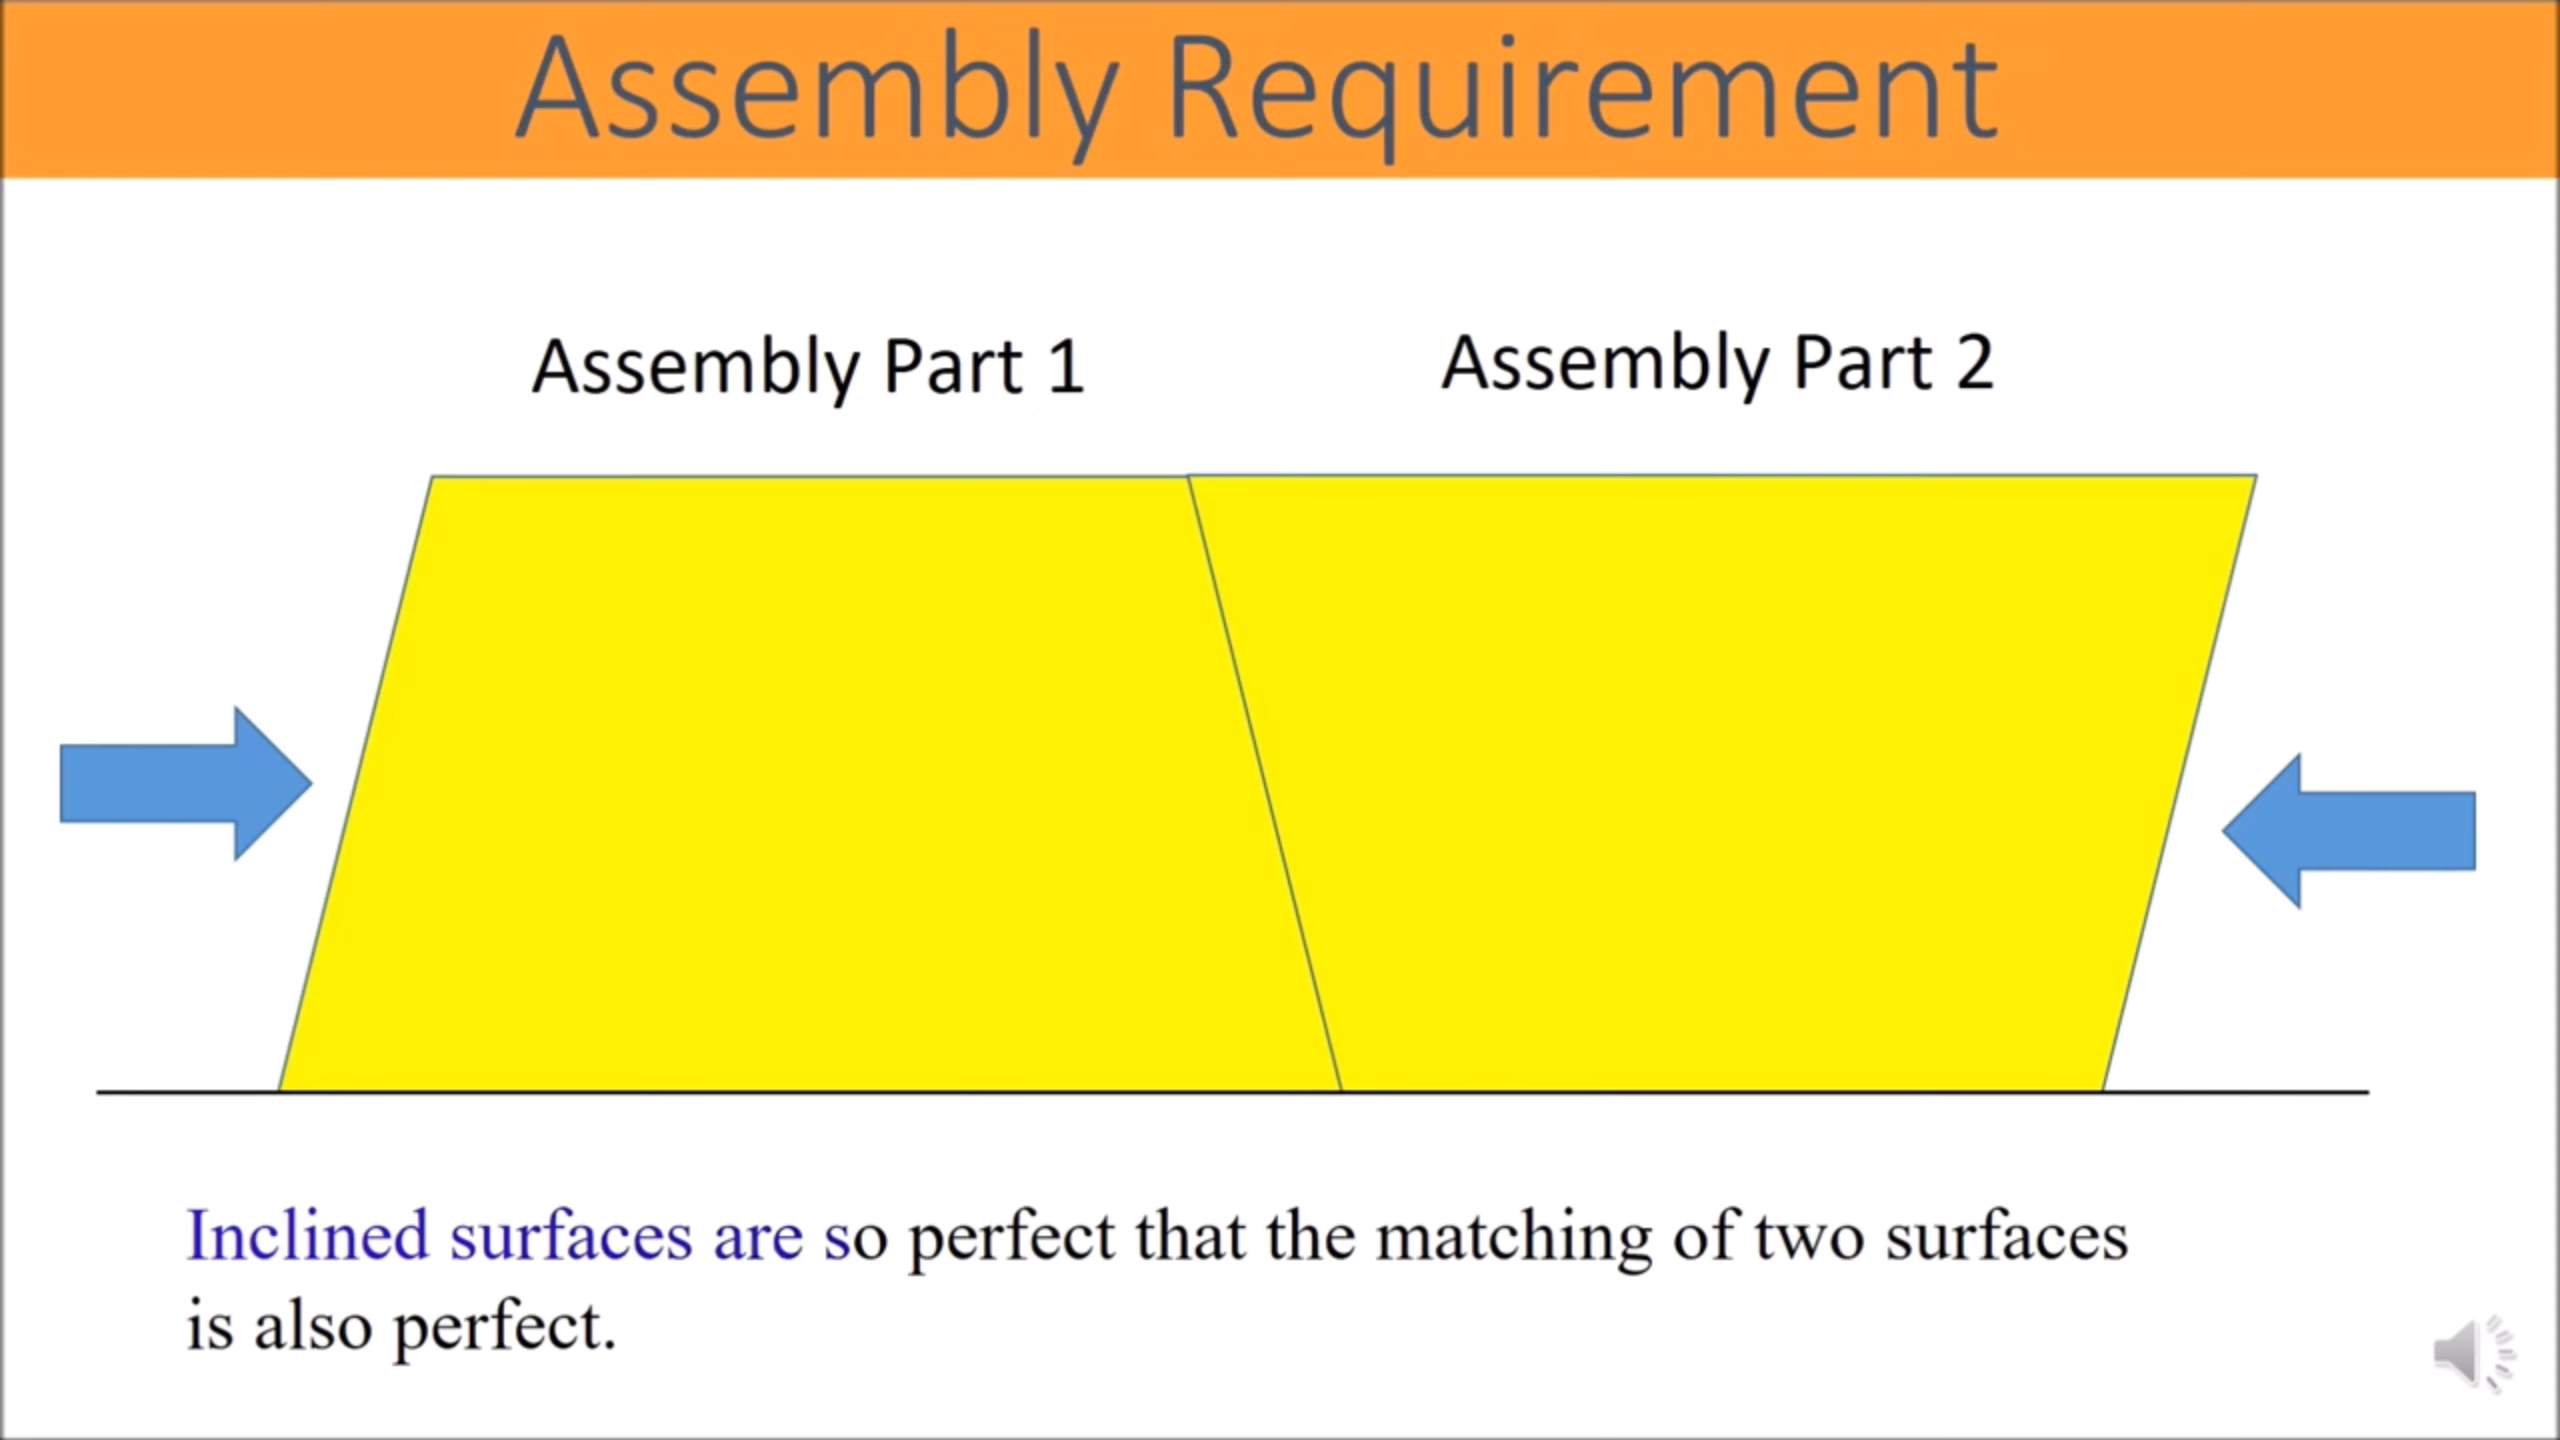 Assembly Requirement
Assembly Part 1
Assembly Part 2
Inclined surfaces are so perfect that the matching of two surfaces
is also perfect.